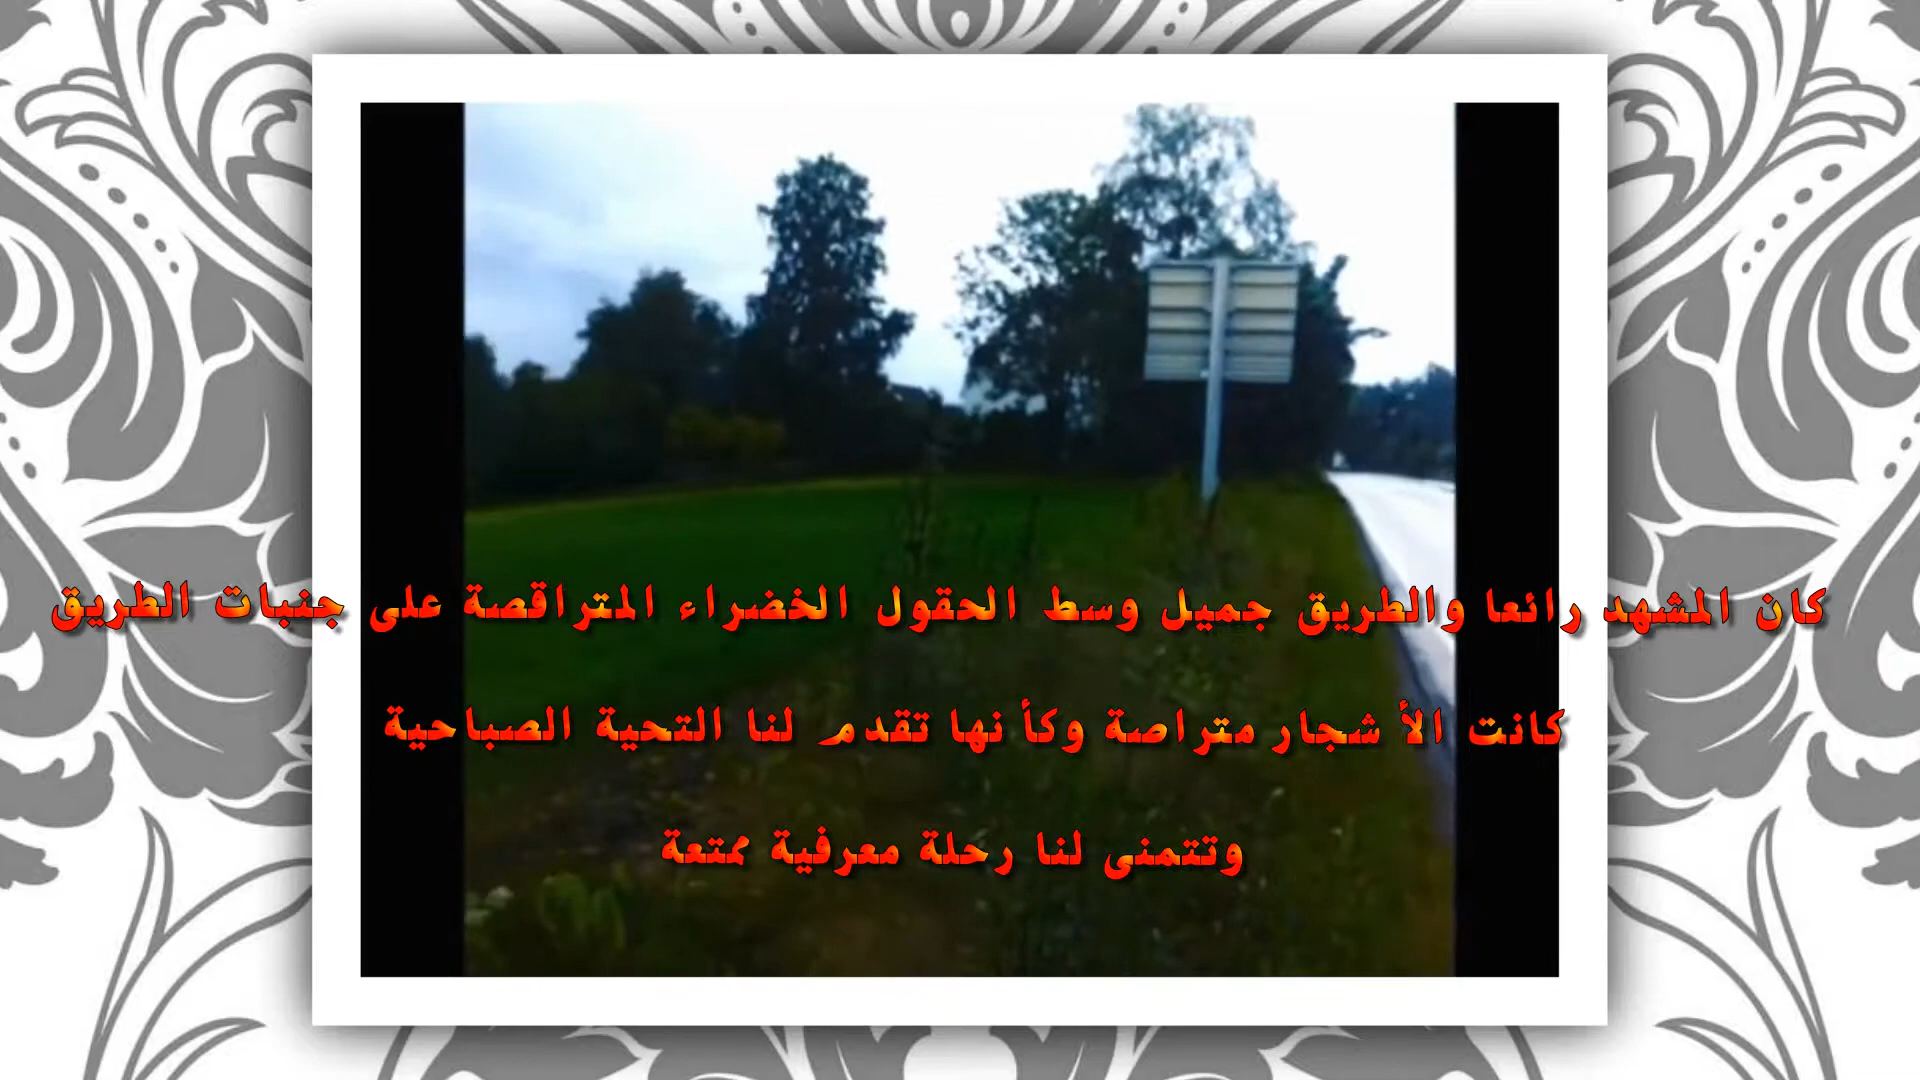 كان المشهد رائعا والطريق جميل وسط الحقول الخضراء المتراقصة على جنبات الطريق
كانت الأ شجار متراصة وكأ نها تقدم لنا التحية الصباحية
وتتمنى لنا رحلة معرفية ممتعة